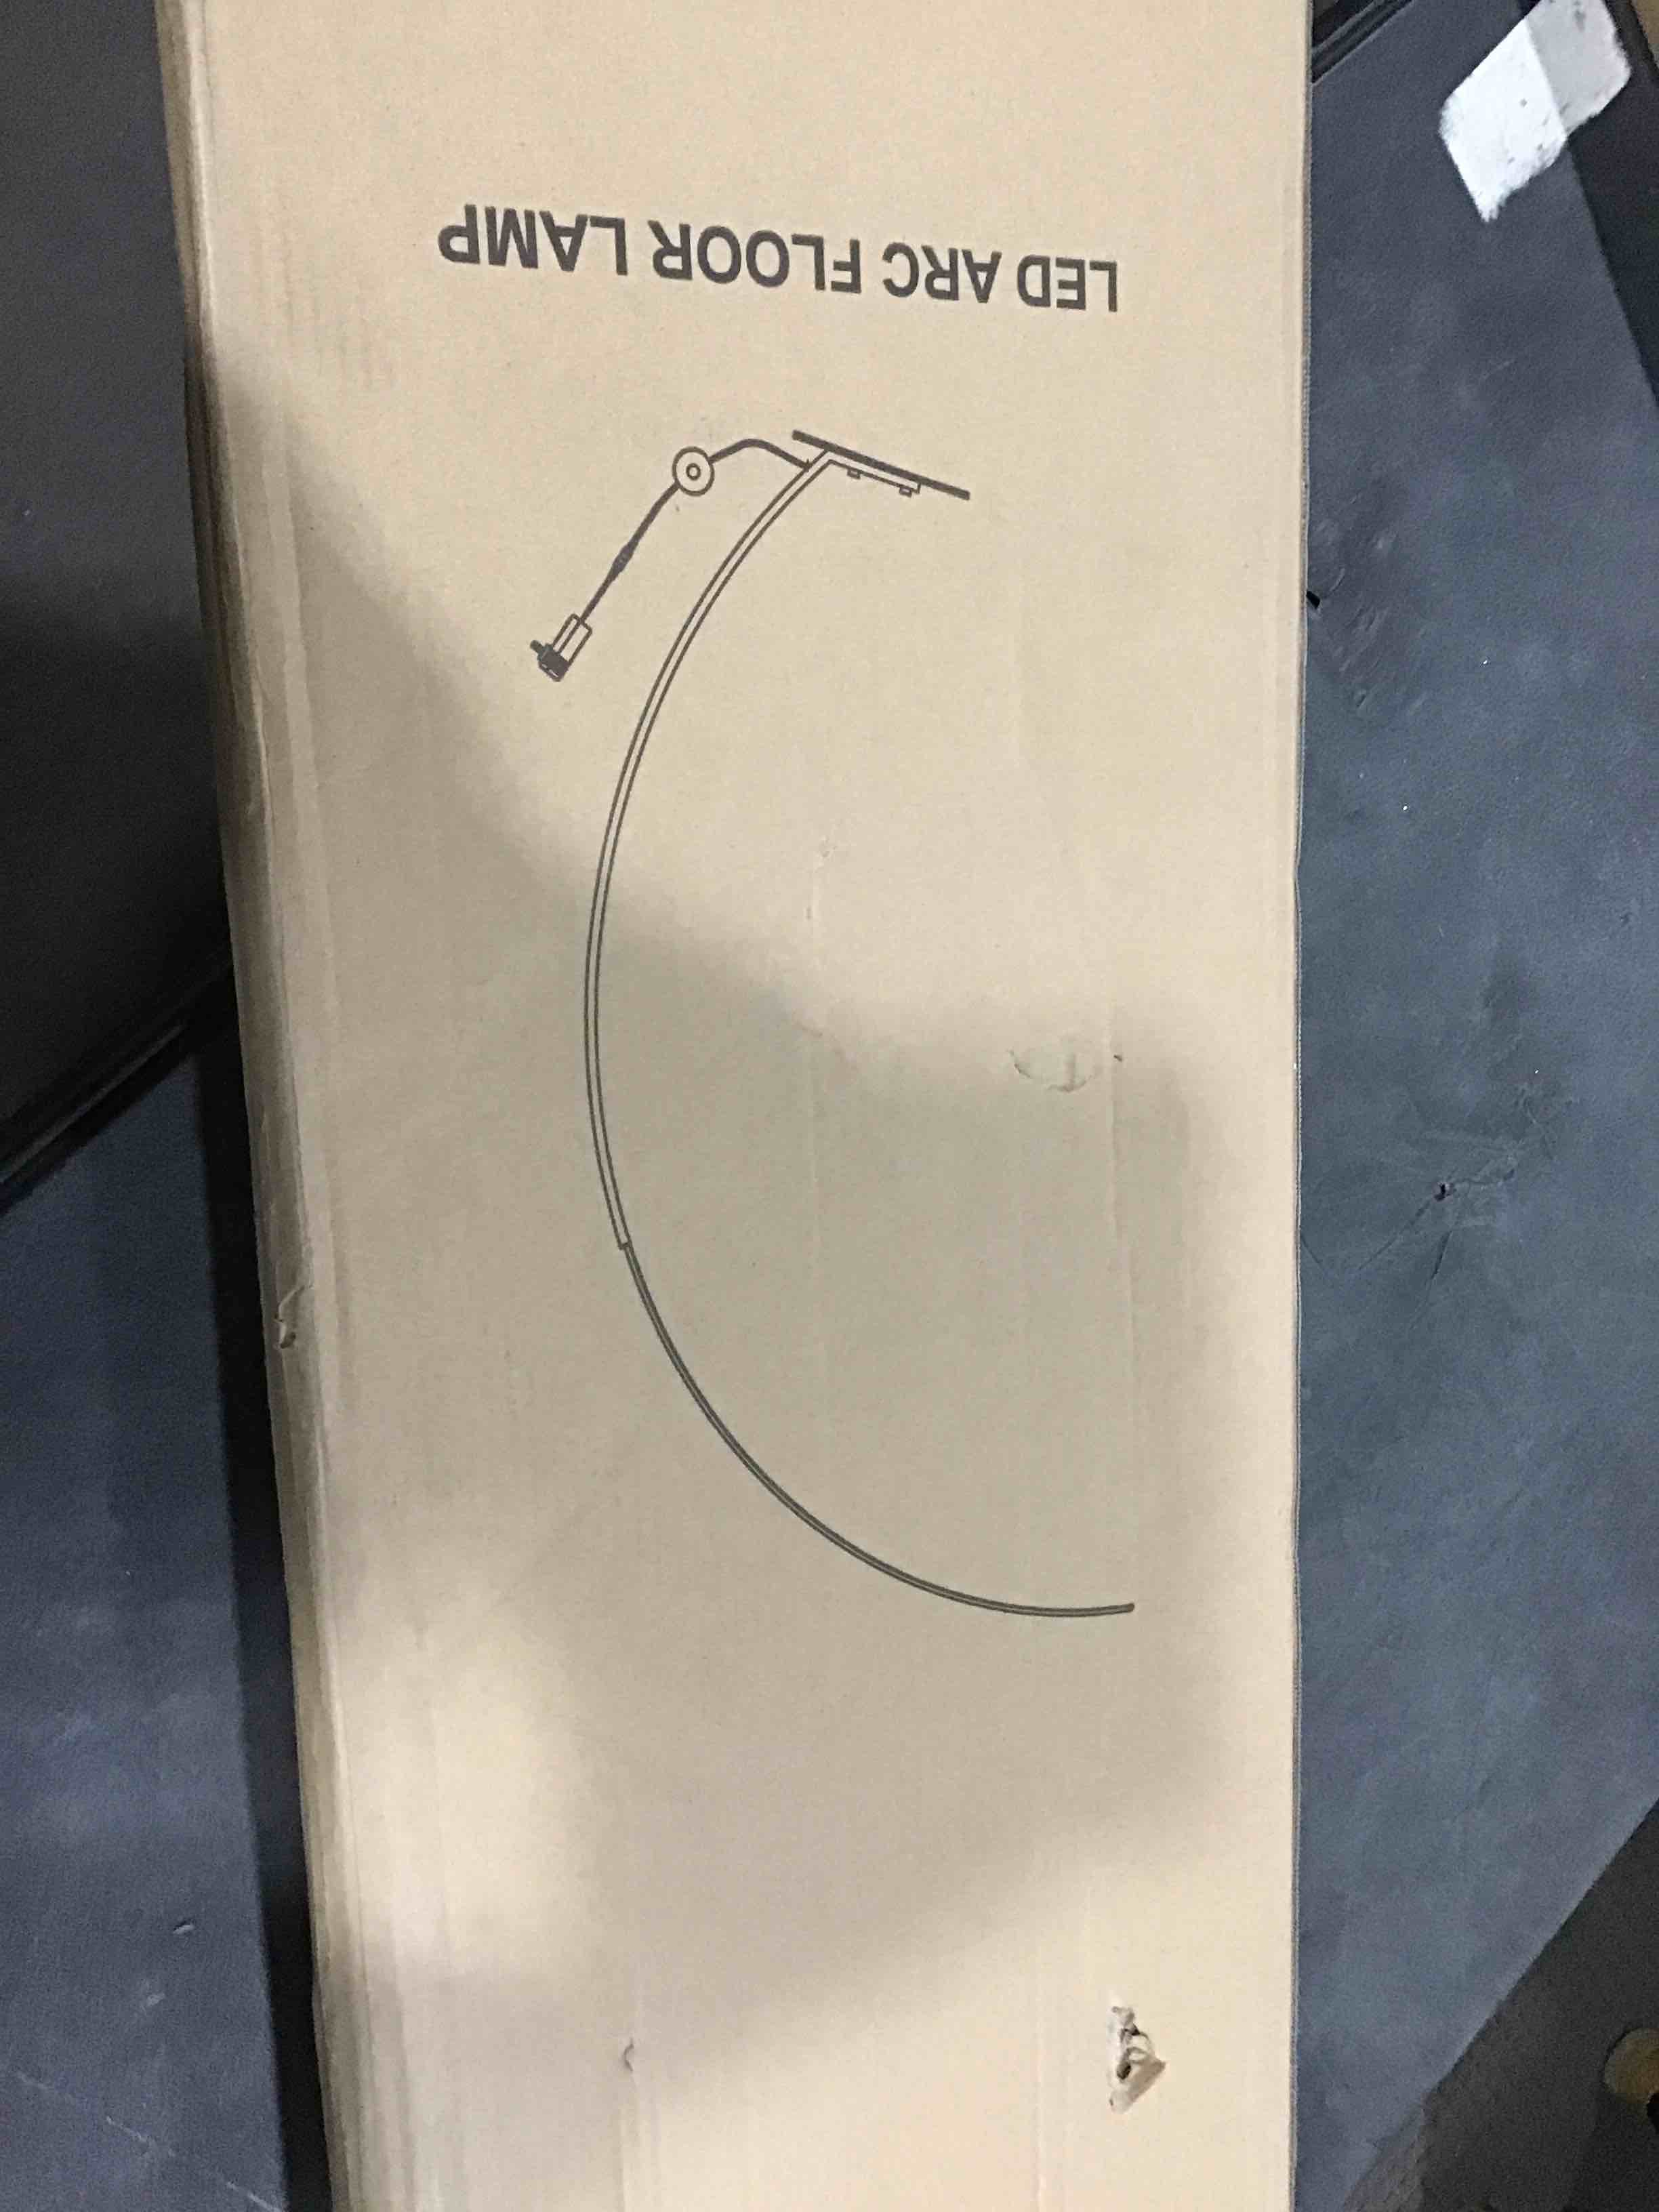 LED ARC FLOOR LAMP